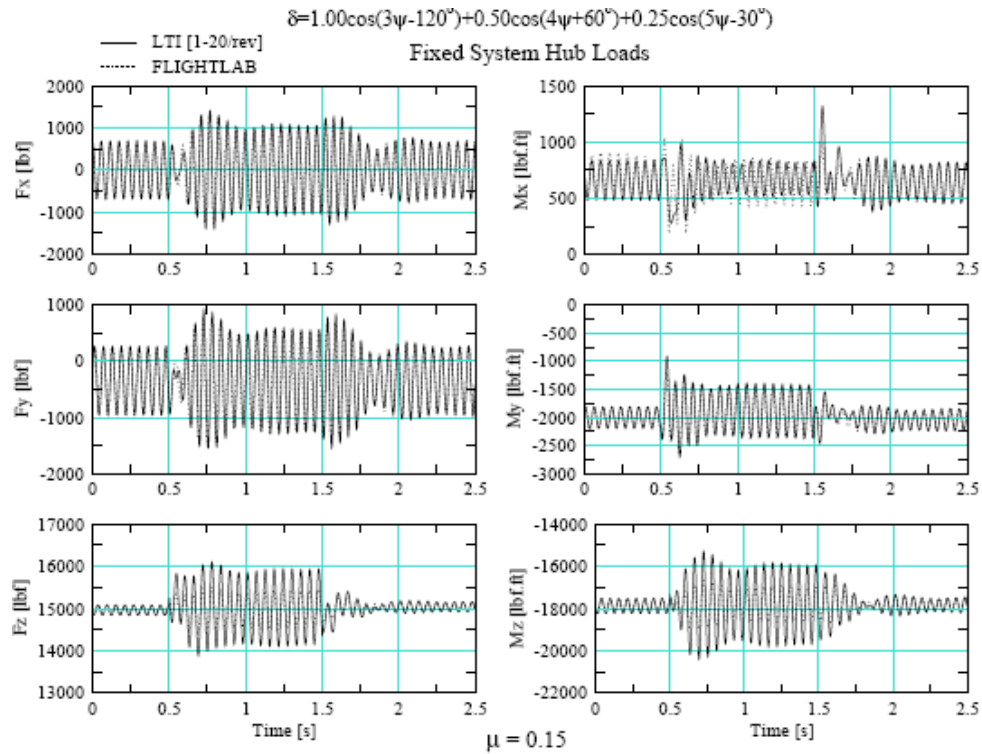 δ=1.00cos(3ψ-120°)+0.50cos(4ψ+60°)+0.25cos(5ψ-30°)
LTI [1-20/rev]
FLIGHTLAB
Fixed System Hub Loads
Fx [lbf]
2000
1000
0
-1000
-2000
0 0.5 1 1.5 2 2.5
Mx [lbf.ft]
1500
1000
500
0
0 0.5 1 1.5 2 2.5
Fy [lbf]
1000
0
-1000
-2000
0 0.5 1 1.5 2 2.5
My [lbf.ft]
0
-500
-1000
-1500
-2000
-2500
-3000
0 0.5 1 1.5 2 2.5
Fz [lbf]
17000
16000
15000
14000
13000
0 0.5 1 1.5 2 2.5
Time [s]
Mz [lbf.ft]
-14000
-16000
-18000
-20000
-22000
0 0.5 1 1.5 2 2.5
Time [s]
μ = 0.15